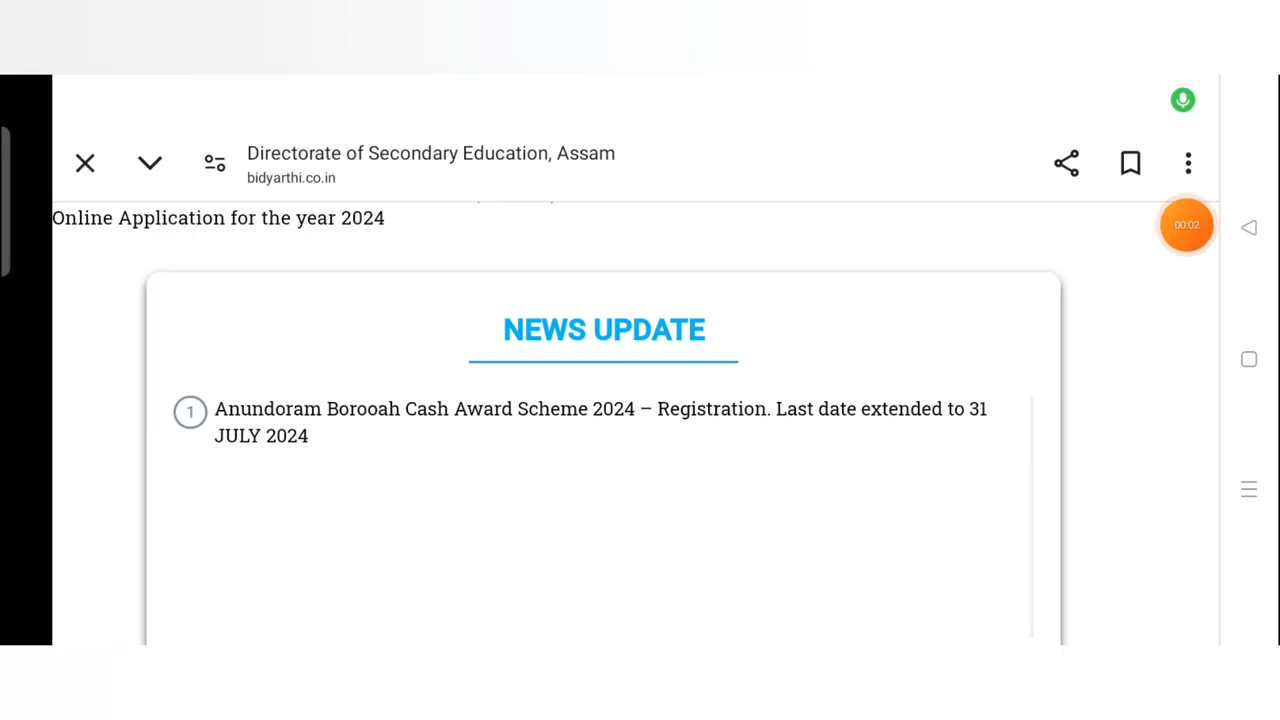 Directorate of Secondary Education, Assam
bidyarthi.co.in
Online Application for the year 2024
00:02
NEWS UPDATE
1 Anundoram Borooah Cash Award Scheme 2024 – Registration. Last date extended to 31
JULY 2024